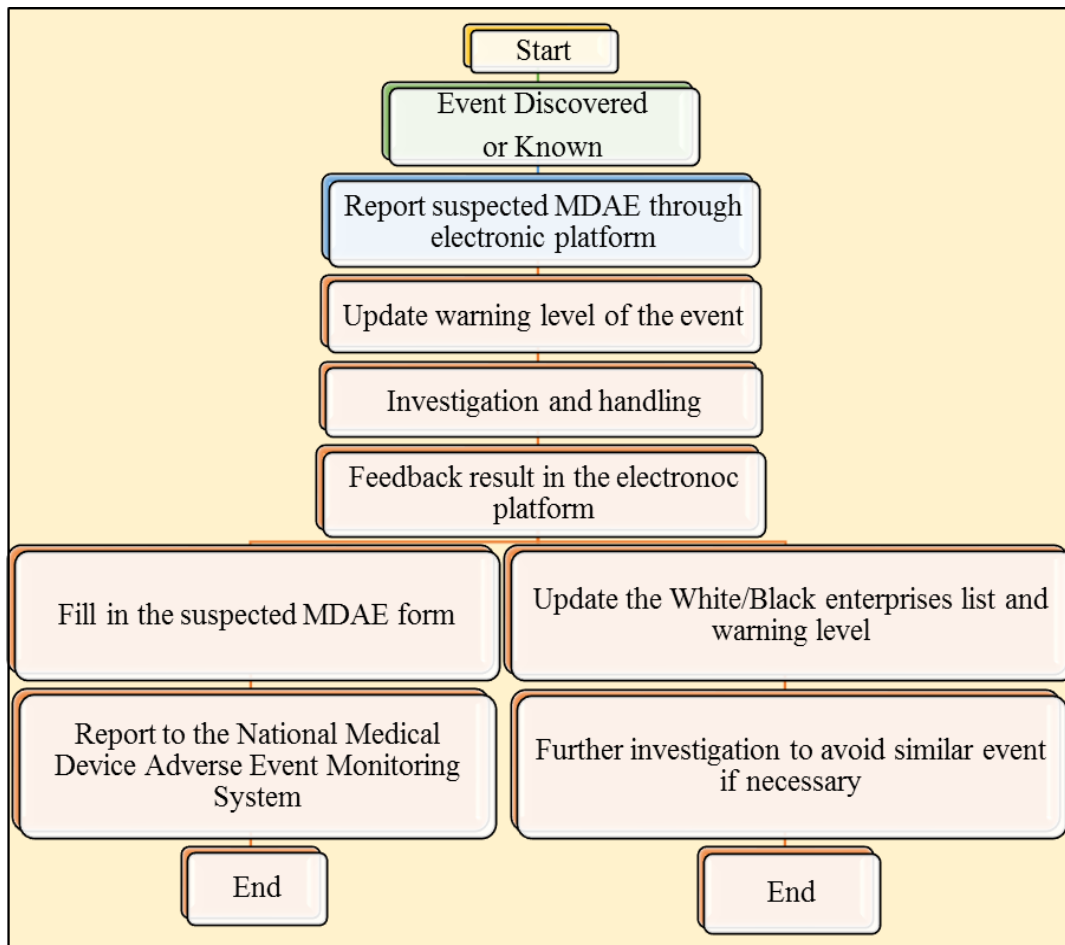 Start
Event Discovered
or Known
Report suspected MDAE through
electronic platform
Update warning level of the event
Investigation and handling
Feedback result in the electronoc
platform
Fill in the suspected MDAE form
Update the White/Black enterprises list and
warning level
Report to the National Medical
Device Adverse Event Monitoring
System
Further investigation to avoid similar event
if necessary
End
End